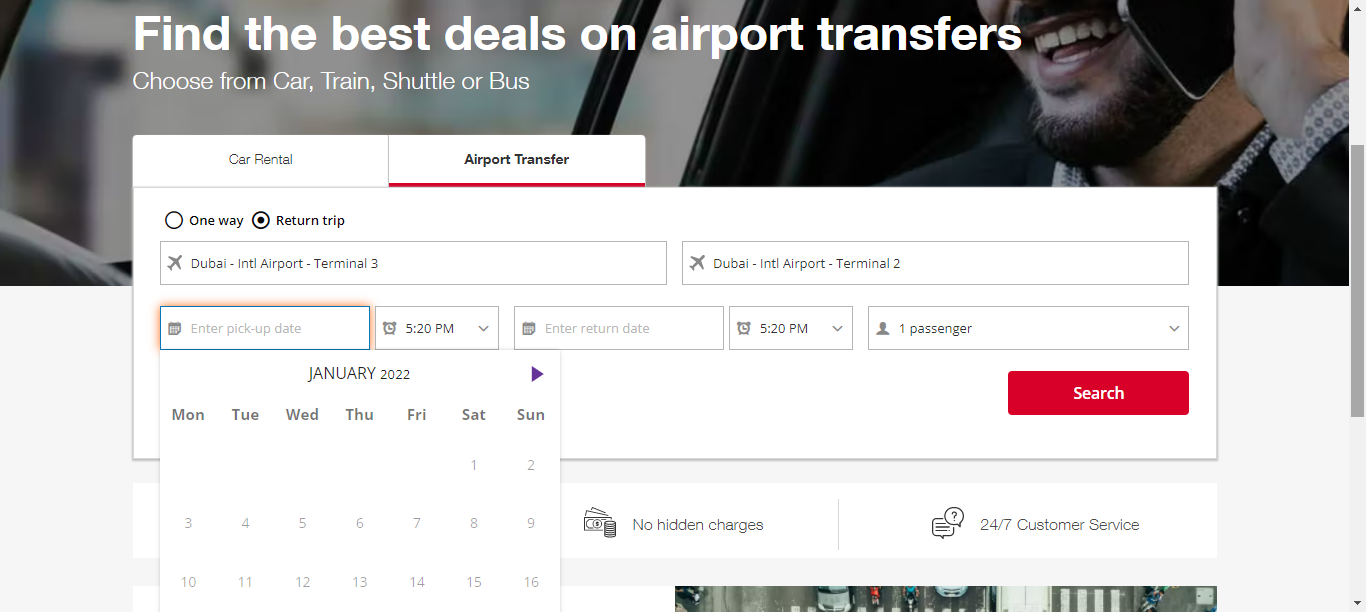 Find the best deals on airport transfers
Choose from Car, Train, Shuttle or Bus
Car Rental
Airport Transfer
One way
Return trip
Dubai - Intl Airport - Terminal 3
Dubai - Intl Airport - Terminal 2
Enter pick-up date
5:20 PM
Enter return date
5:20 PM
1 passenger
JANUARY 2022
Mon Tue Wed Thu Fri Sat Sun
1 2
3 4 5 6 7 8 9
10 11 12 13 14 15 16
Search
No hidden charges
24/7 Customer Service